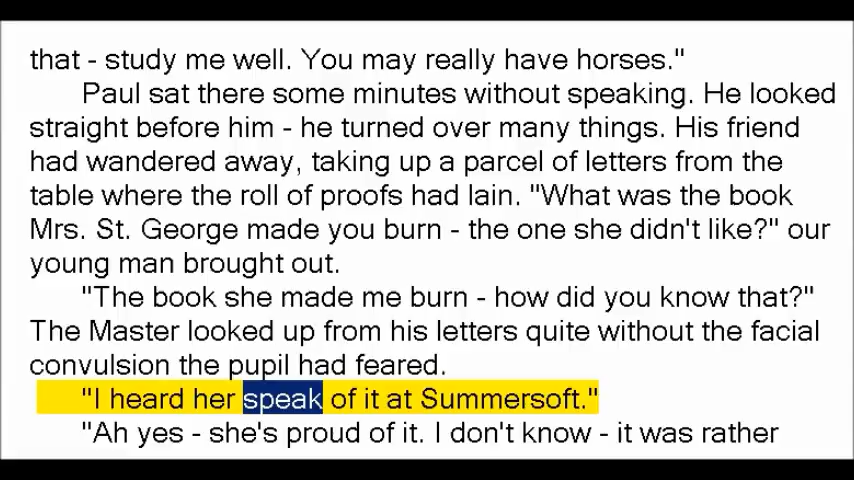 that - study me well. You may really have horses."
Paul sat there some minutes without speaking. He looked
straight before him - he turned over many things. His friend
had wandered away, taking up a parcel of letters from the
table where the roll of proofs had lain. "What was the book
Mrs. St. George made you burn - the one she didn't like?" our
young man brought out.
"The book she made me burn - how did you know that?"
The Master looked up from his letters quite without the facial
convulsion the pupil had feared.
"I heard her speak of it at Summersoft."
"Ah yes - she's proud of it. I don't know - it was rather